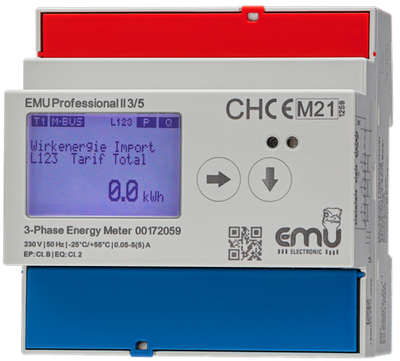 EMU Professional II 3/5
CH CE M21 1259
T1 M-BUS L123 P Q
Wirkenergie Import
L123 Tarif Total
0.0 kWh
3-Phase Energy Meter 00172059
230 V | 50 Hz | -25°C/+55°C | 0.05-5(5) A
EP: Cl. B | EQ: Cl. 2
emu
ELECTRONIC